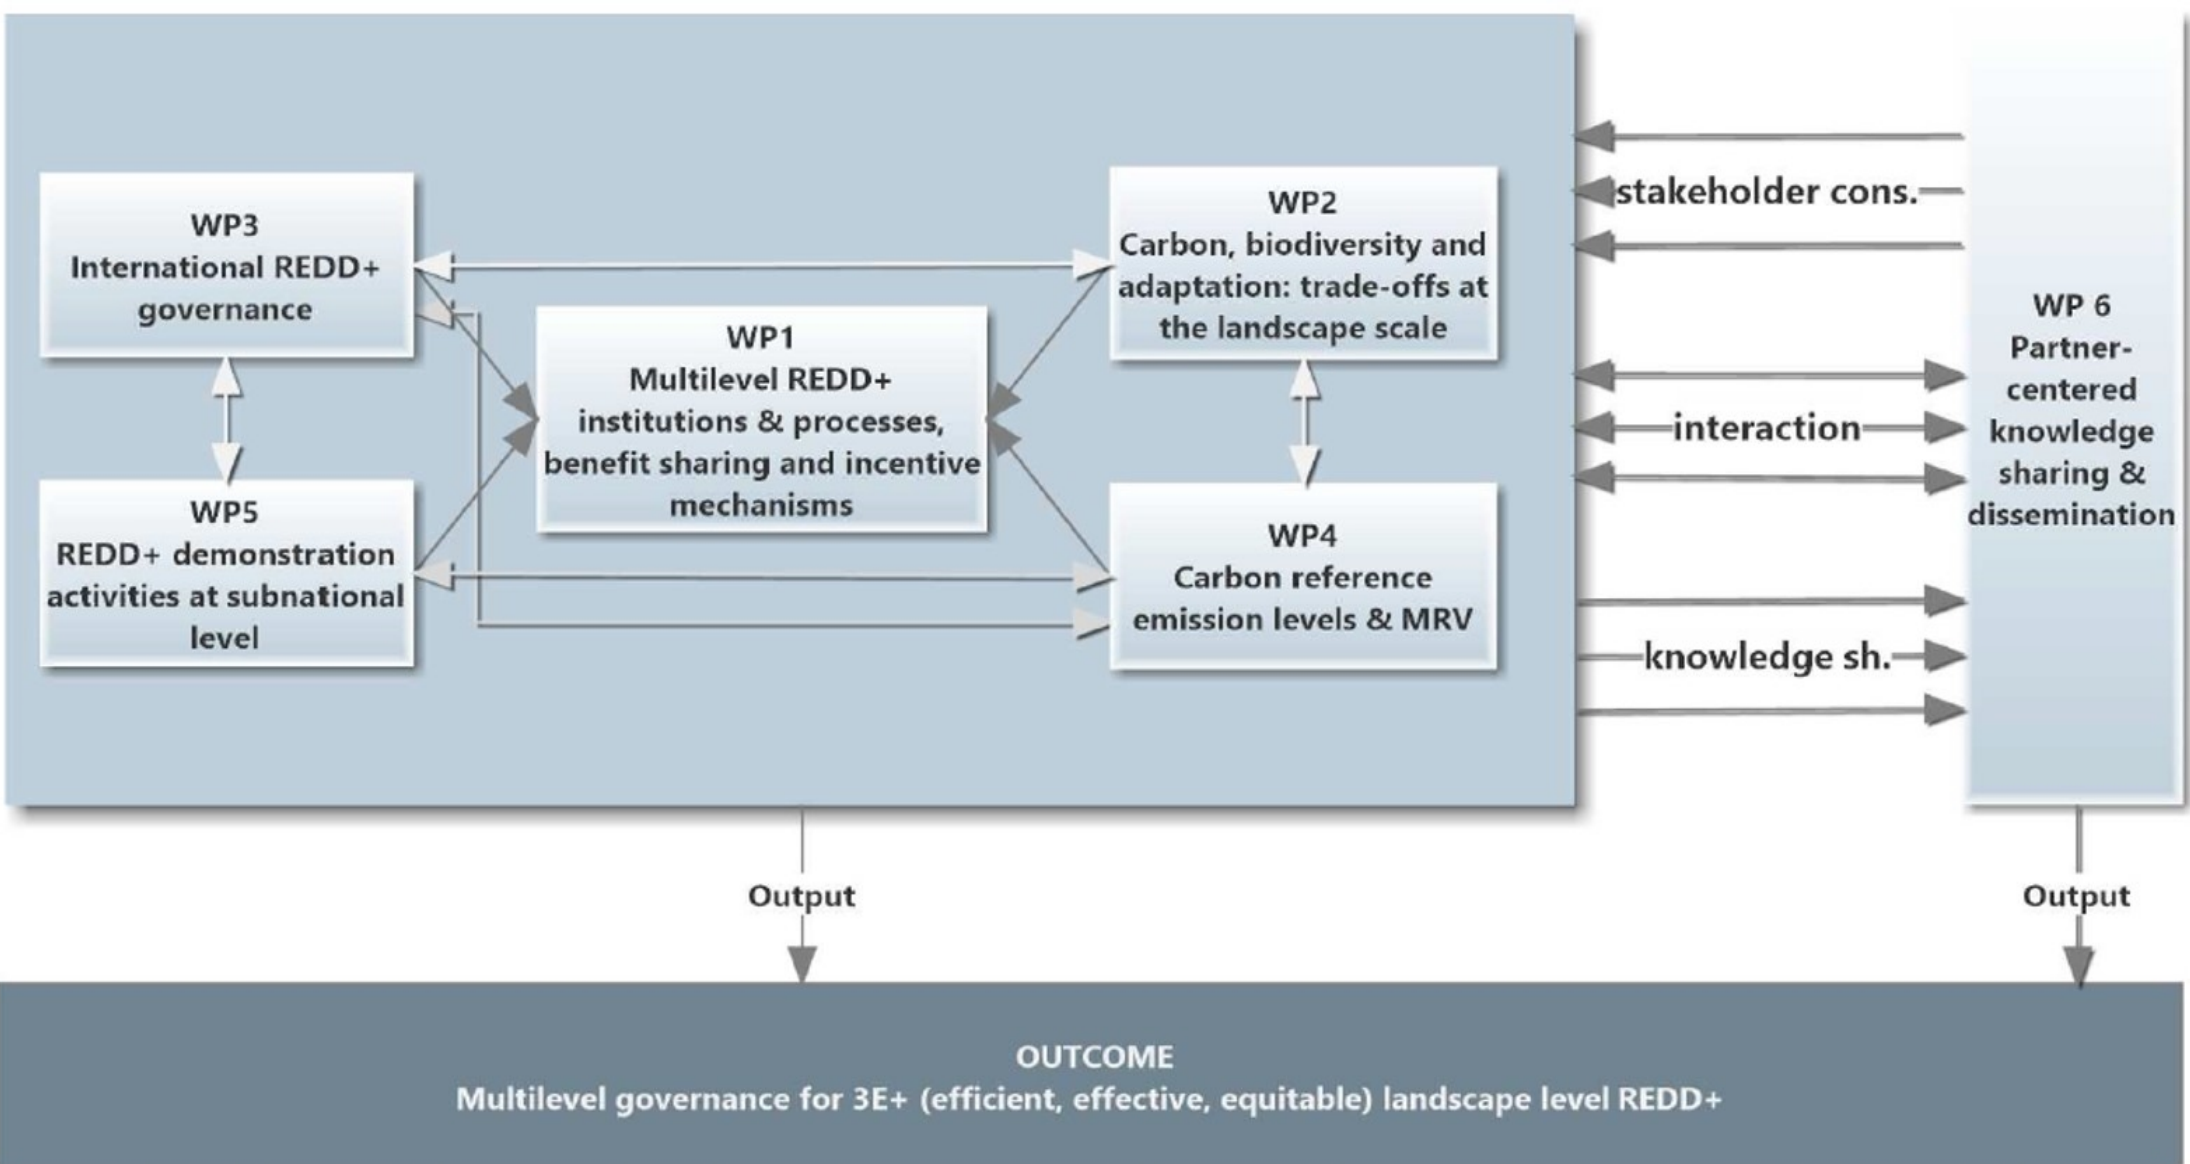 WP3
International REDD+
governance
WP2
Carbon, biodiversity and
adaptation: trade-offs at
the landscape scale
WP1
Multilevel REDD+
institutions & processes,
benefit sharing and incentive
mechanisms
WP5
REDD+ demonstration
activities at subnational
level
WP4
Carbon reference
emission levels & MRV
stakeholder cons.
interaction
knowledge sh.
WP 6
Partner-
centered
knowledge
sharing &
dissemination
Output
Output
OUTCOME
Multilevel governance for 3E+ (efficient, effective, equitable) landscape level REDD+